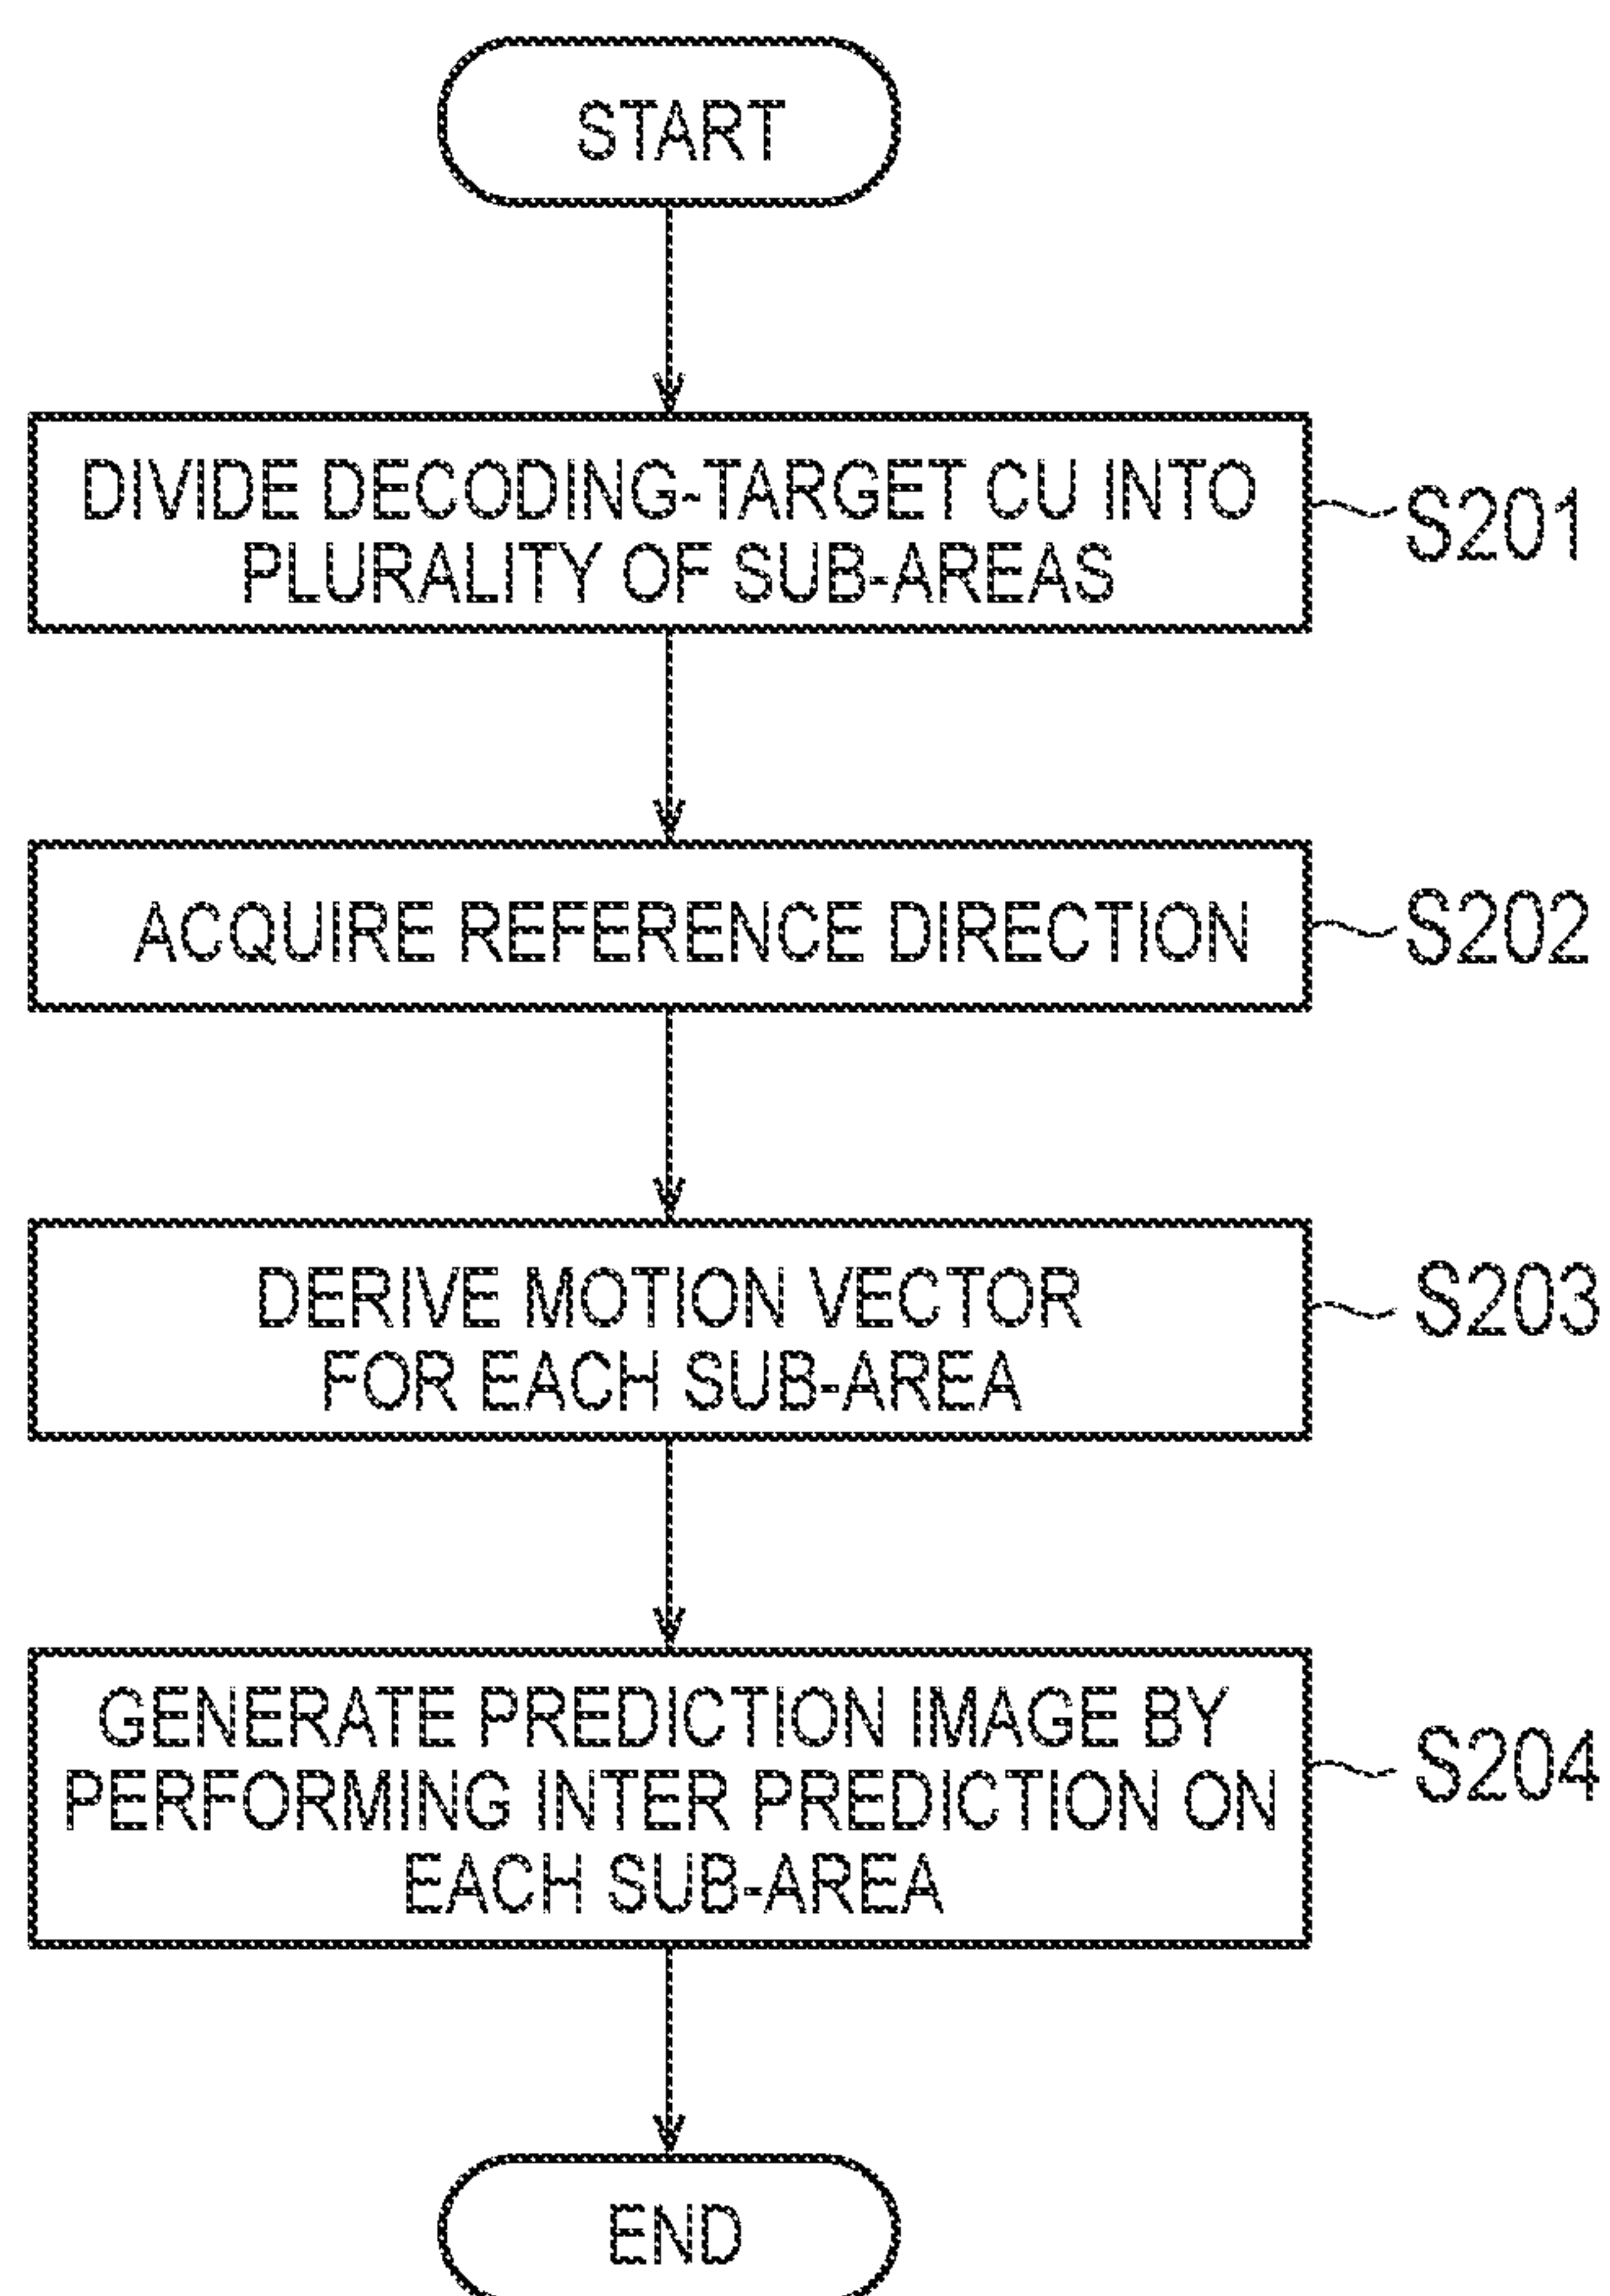 START
DIVIDE DECODING-TARGET CU INTO
PLURALITY OF SUB-AREAS
S201
ACQUIRE REFERENCE DIRECTION
S202
DERIVE MOTION VECTOR
FOR EACH SUB-AREA
S203
GENERATE PREDICTION IMAGE BY
PERFORMING INTER PREDICTION ON
EACH SUB-AREA
S204
END